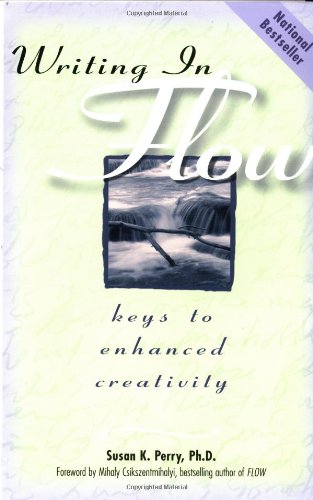 National
Bestseller
Writing In
Flow
keys to
enhanced
creativity
Susan K. Perry, Ph.D.
Foreword by Mihaly Csikszentmihalyi, bestselling author of FLOW